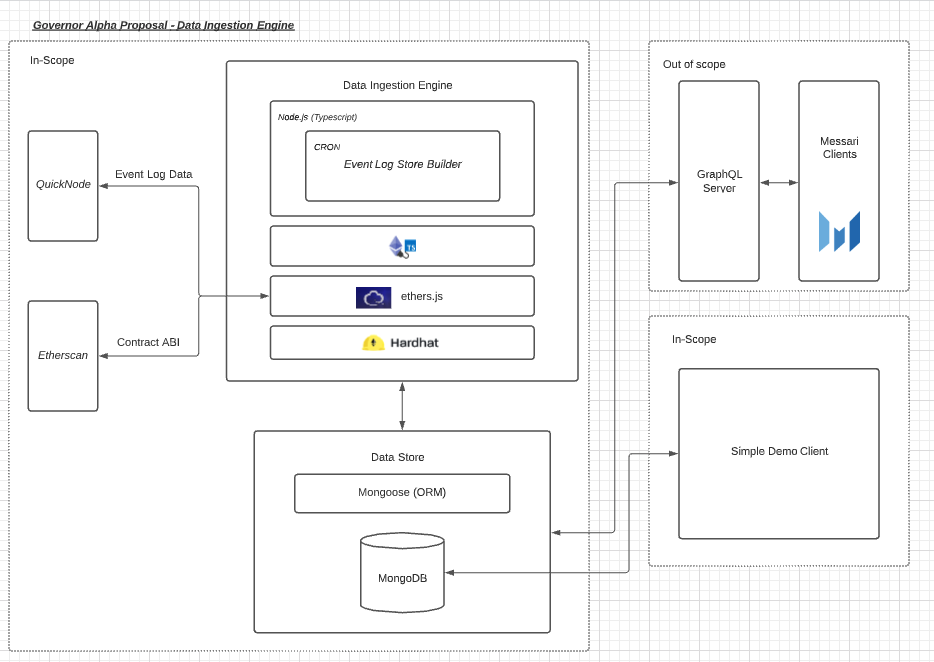 Governor Alpha Proposal - Data Ingestion Engine
In-Scope
Data Ingestion Engine
Node.js (Typescript)
CRON
Event Log Store Builder
QuickNode
Event Log Data
TS
ethers.js
Hardhat
Etherscan
Contract ABI
Data Store
Mongoose (ORM)
MongoDB
Out of scope
GraphQL
Server
Messari
Clients
In-Scope
Simple Demo Client